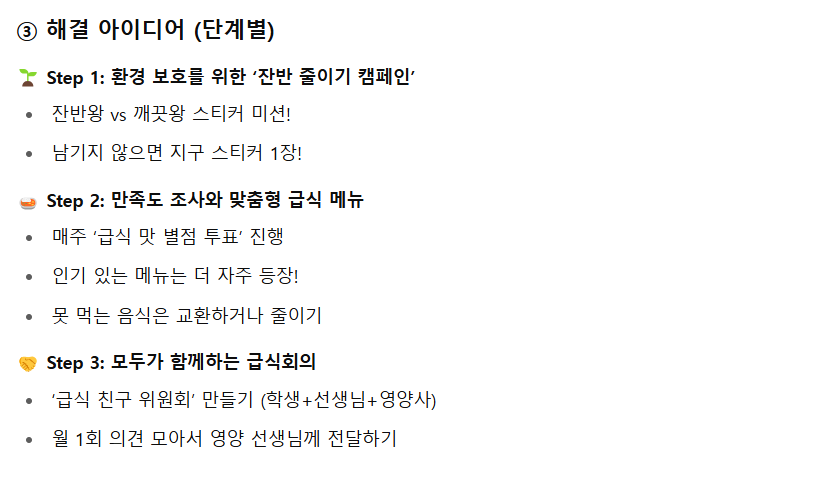 ③ 해결 아이디어 (단계별)
🌱 Step 1: 환경 보호를 위한 ‘잔반 줄이기 캠페인’
• 잔반왕 vs 깨끗왕 스티커 미션!
• 남기지 않으면 지구 스티커 1장!
🍛 Step 2: 만족도 조사와 맞춤형 급식 메뉴
• 매주 ‘급식 맛 별점 투표’ 진행
• 인기 있는 메뉴는 더 자주 등장!
• 못 먹는 음식은 교환하거나 줄이기
🤝 Step 3: 모두가 함께하는 급식회의
• ‘급식 친구 위원회’ 만들기 (학생+선생님+영양사)
• 월 1회 의견 모아서 영양 선생님께 전달하기